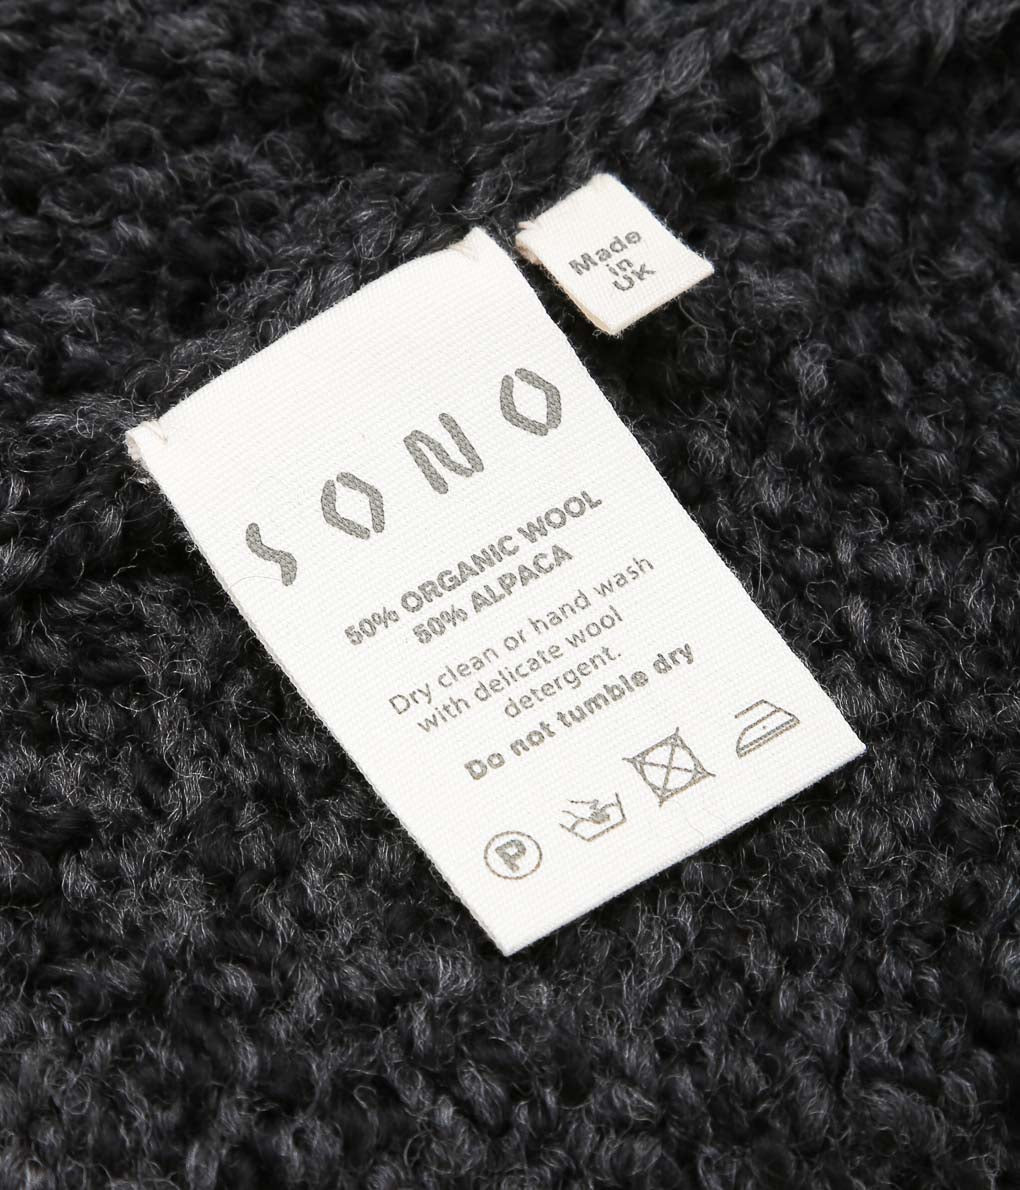 Made
in
UK
SONO
50% ORGANIC WOOL
50% ALPACA
Dry clean or hand wash
with delicate wool
detergent.
Do not tumble dry
P